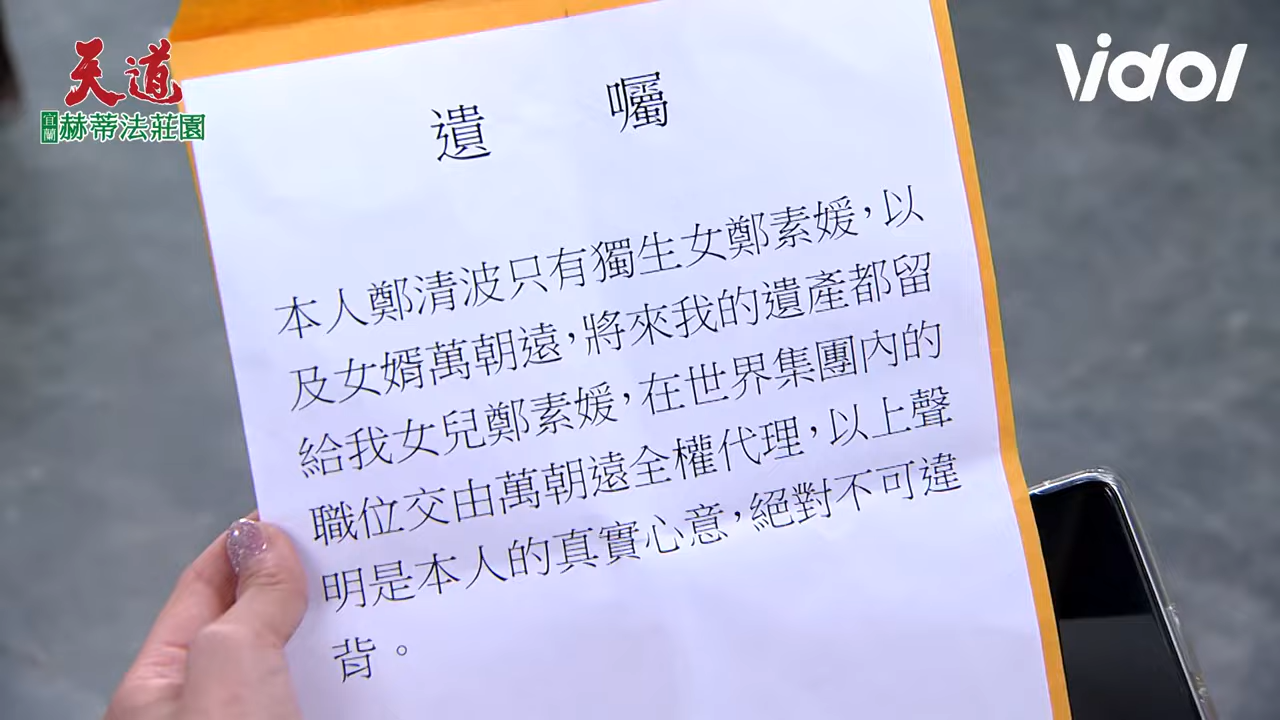 天道
宜蘭
赫蒂法莊園
Vidol
遺囑
本人鄭清波只有獨生女鄭素媛，以
及女婿萬朝遠，將來我的遺產都留
給我女兒鄭素媛，在世界集團內的
職位交由萬朝遠全權代理，以上聲
明是本人的真實心意，絕對不可違
背。